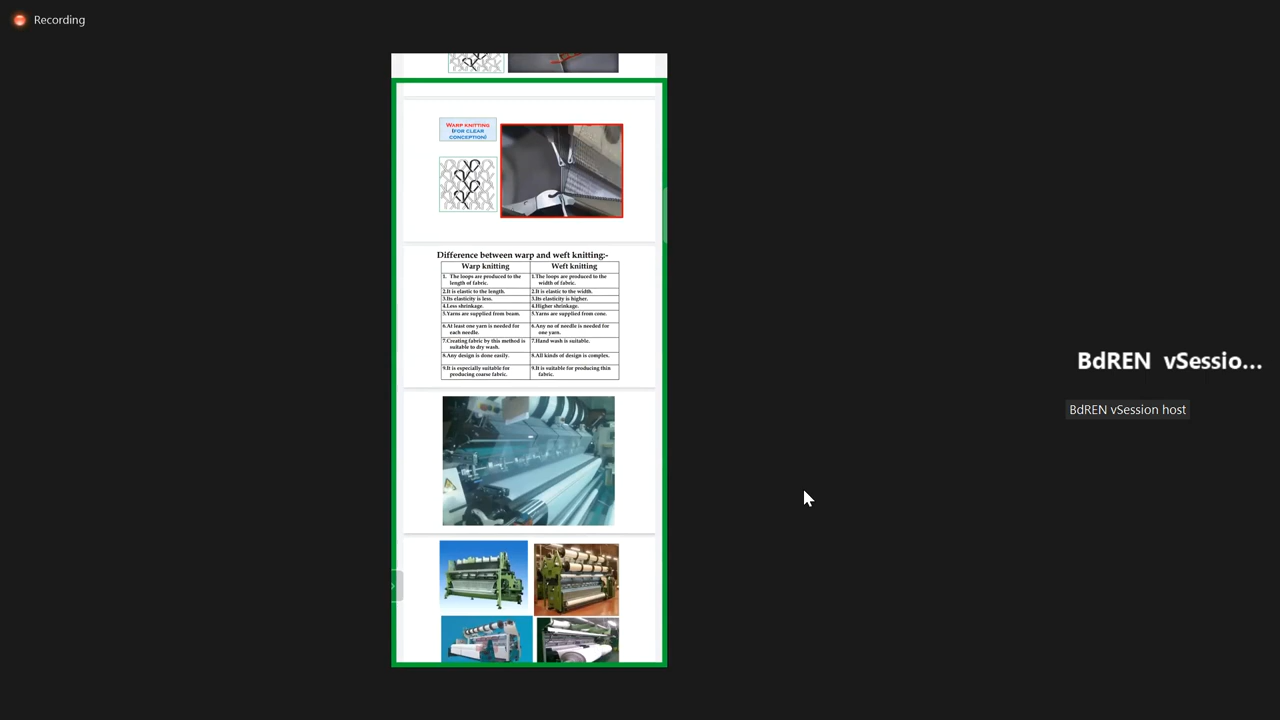 Recording
WARP KNITTING
(FOR CLEAR
CONCEPTION)
Difference between warp and weft knitting:-
Warp knitting Weft knitting
1. The loops are produced to the 1.The loops are produced to the
length of fabric. width of fabric.
2.It is elastic to the length. 2.It is elastic to the width.
3.Its elasticity is less. 3.Its elasticity is higher.
4.Less shrinkage. 4.Higher shrinkage.
5.Yarns are supplied from beam. 5.Yarns are supplied from cone.
6.At least one yarn is needed for 6.Any no of needle is needed for
each needle. one yarn.
7.Creating fabric by this method is 7.Hand wash is suitable.
suitable to dry wash.
8.Any design is done easily. 8.All kinds of design is complex.
9.It is especially suitable for 9.It is suitable for producing thin
producing coarse fabric. fabric.
BdREN vSessio...
BdREN vSession host